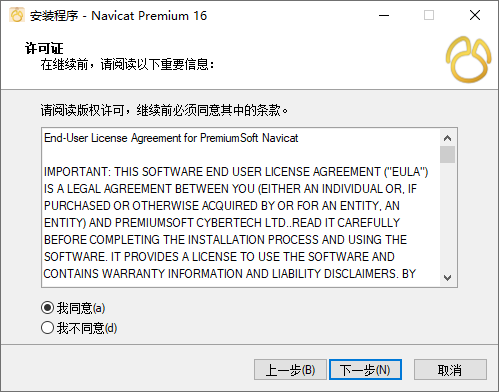 安装程序 - Navicat Premium 16
许可证
在继续前，请阅读以下重要信息：
请阅读版权许可，继续前必须同意其中的条款。
End-User License Agreement for PremiumSoft Navicat
IMPORTANT: THIS SOFTWARE END USER LICENSE AGREEMENT ("EULA")
IS A LEGAL AGREEMENT BETWEEN YOU (EITHER AN INDIVIDUAL OR, IF
PURCHASED OR OTHERWISE ACQUIRED BY OR FOR AN ENTITY, AN
ENTITY) AND PREMIUMSOFT CYBERTECH LTD..READ IT CAREFULLY
BEFORE COMPLETING THE INSTALLATION PROCESS AND USING THE
SOFTWARE. IT PROVIDES A LICENSE TO USE THE SOFTWARE AND
CONTAINS WARRANTY INFORMATION AND LIABILITY DISCLAIMERS. BY
我同意(a)
我不同意(d)
上一步(B) 下一步(N) 取消